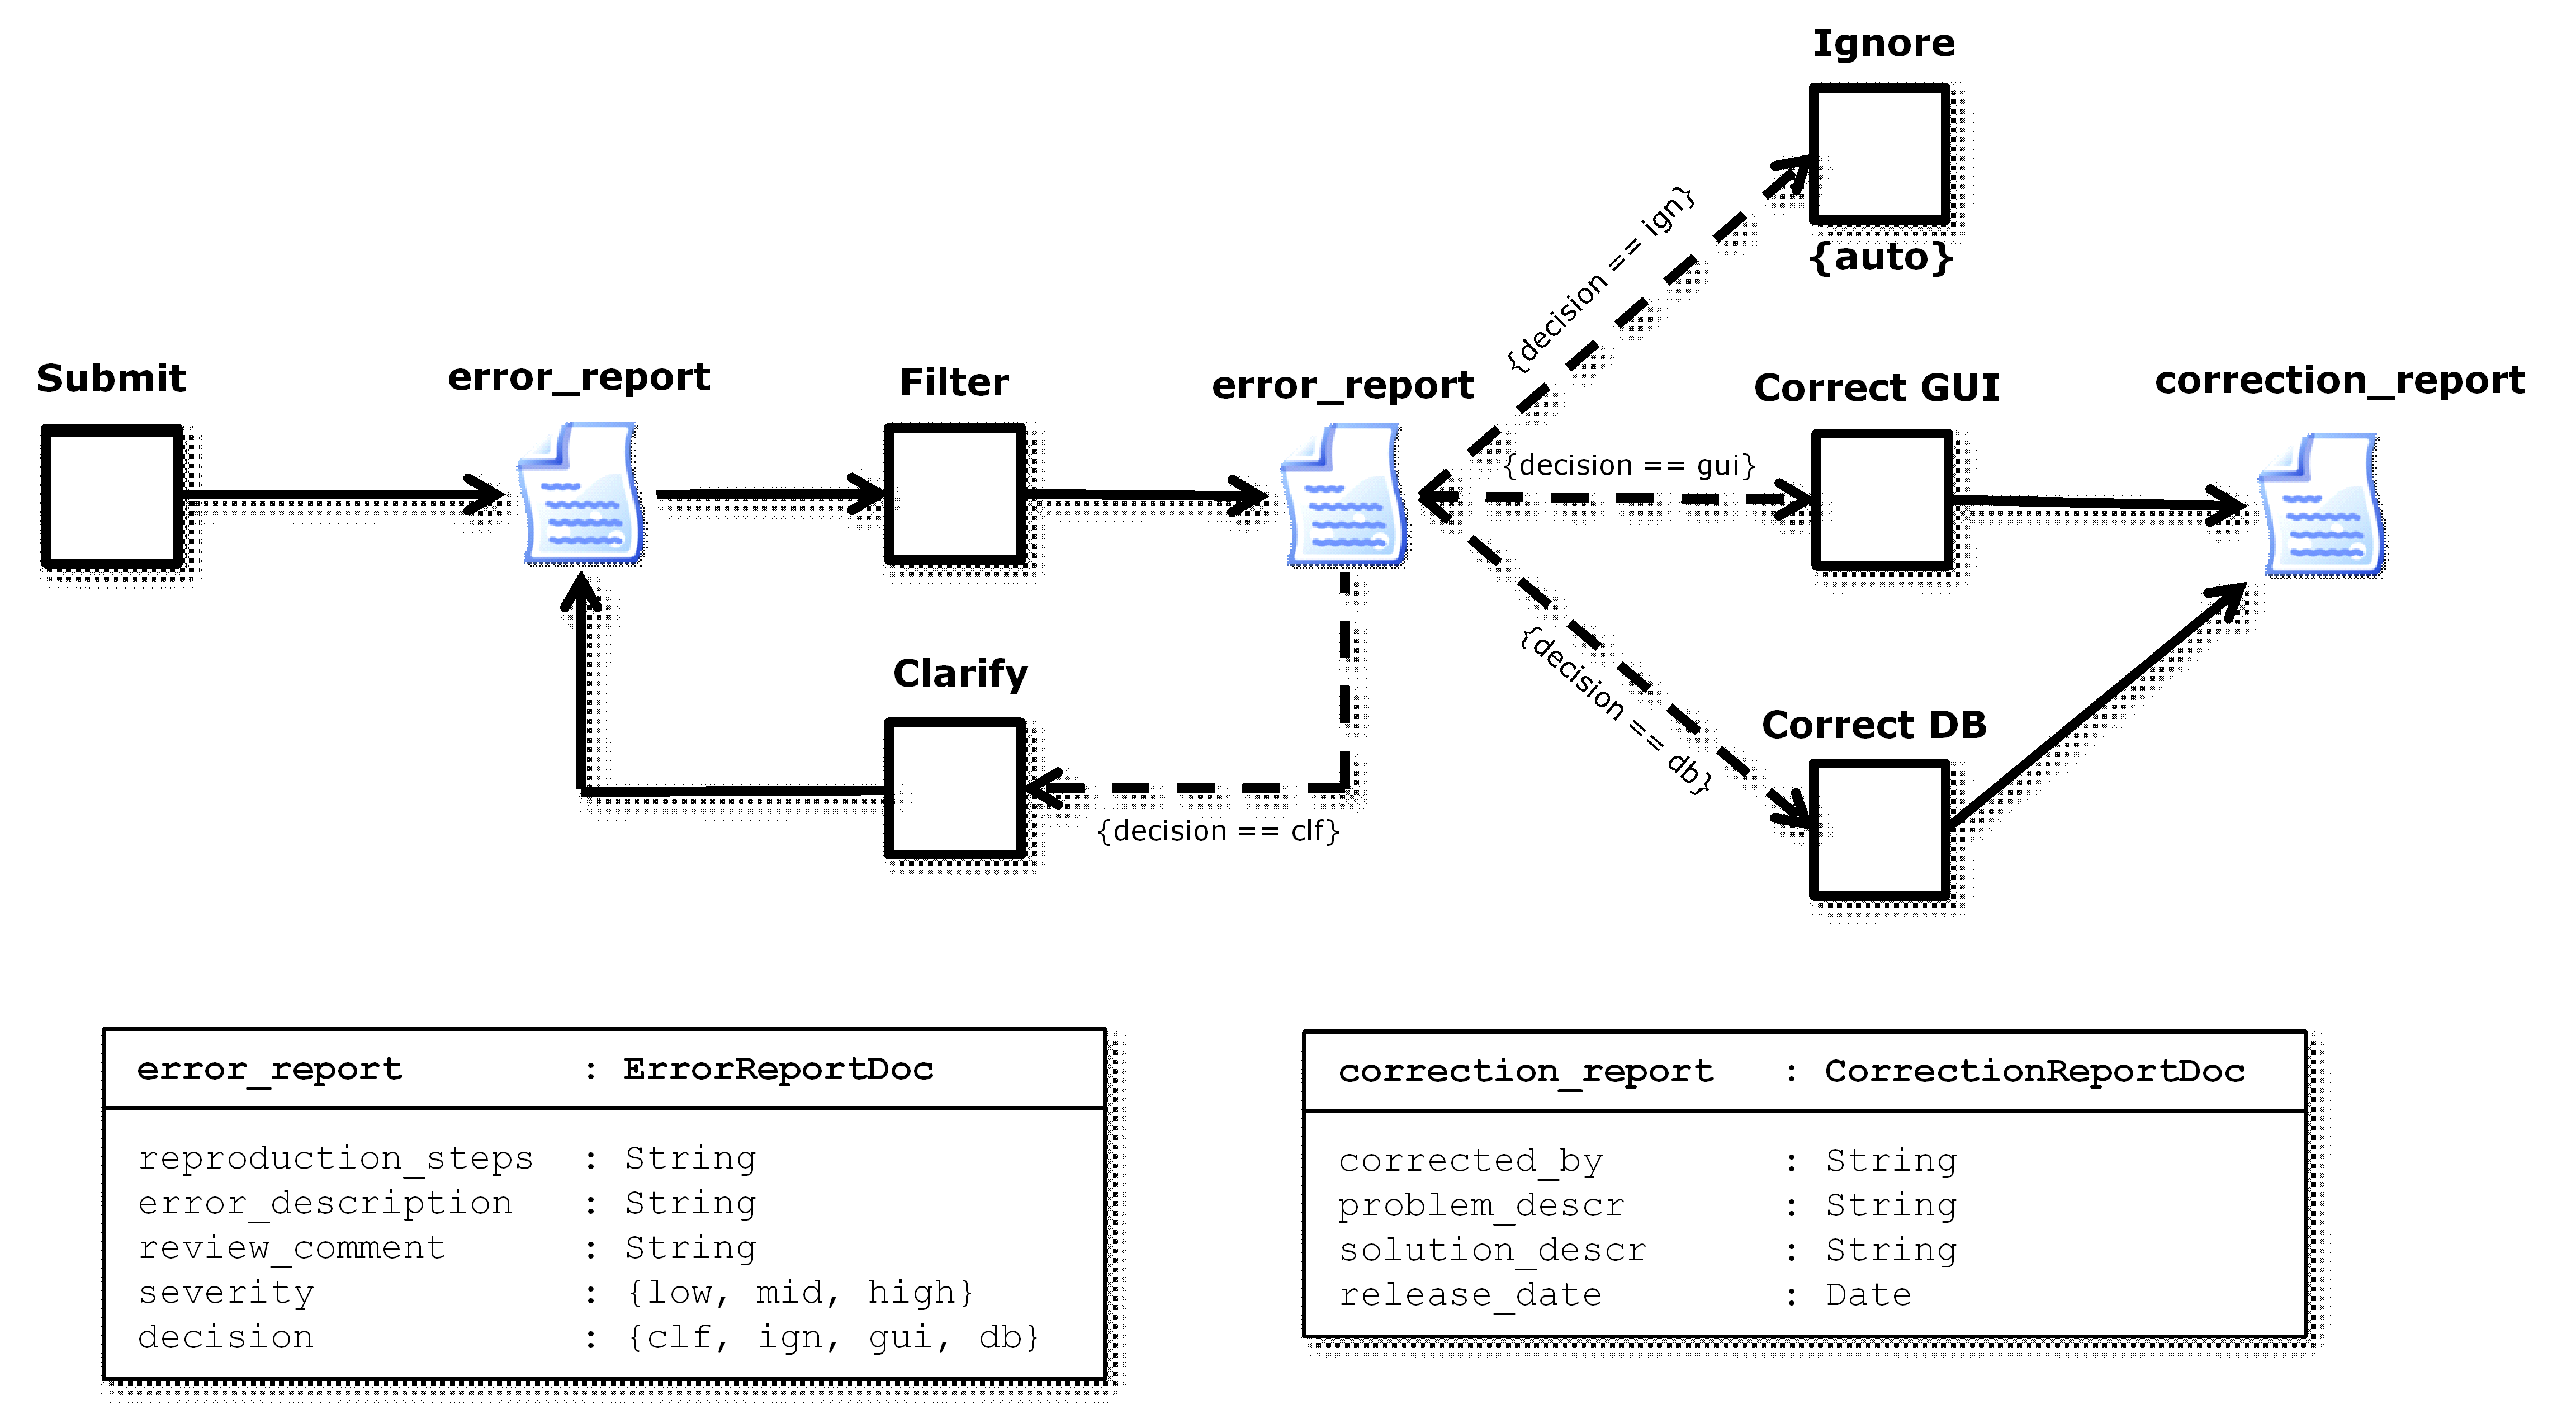 Ignore
{auto}
{decision == ign}
Submit
error_report
Filter
error_report
Correct GUI
correction_report
{decision == gui}
Clarify
{decision == clf}
{decision == db}
Correct DB
error_report : ErrorReportDoc
reproduction_steps : String
error_description : String
review_comment : String
severity : {low, mid, high}
decision : {clf, ign, gui, db}
correction_report : CorrectionReportDoc
corrected_by : String
problem_descr : String
solution_descr : String
release_date : Date